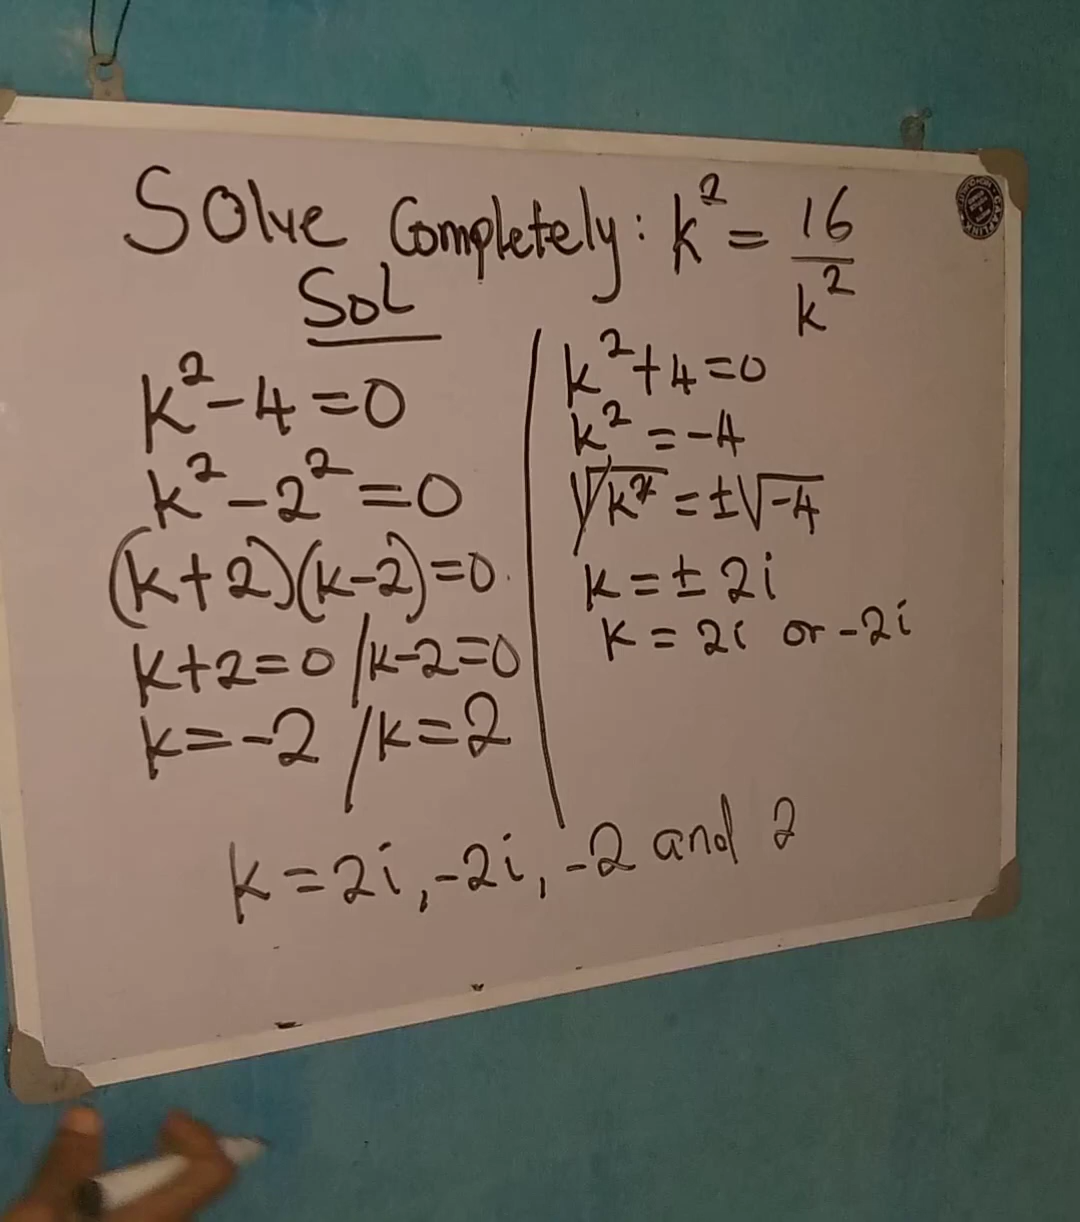 Solve Completely: k² = 16/k²
Sol
k² - 4 = 0
k² - 2² = 0
(k+2)(k-2) = 0.
k+2=0 / k-2=0
k=-2 / k=2
k² + 4 = 0
k² = -4
√k² = ±√-4
k = ± 2i
k = 2i or -2i
k = 2i, -2i, -2 and 2